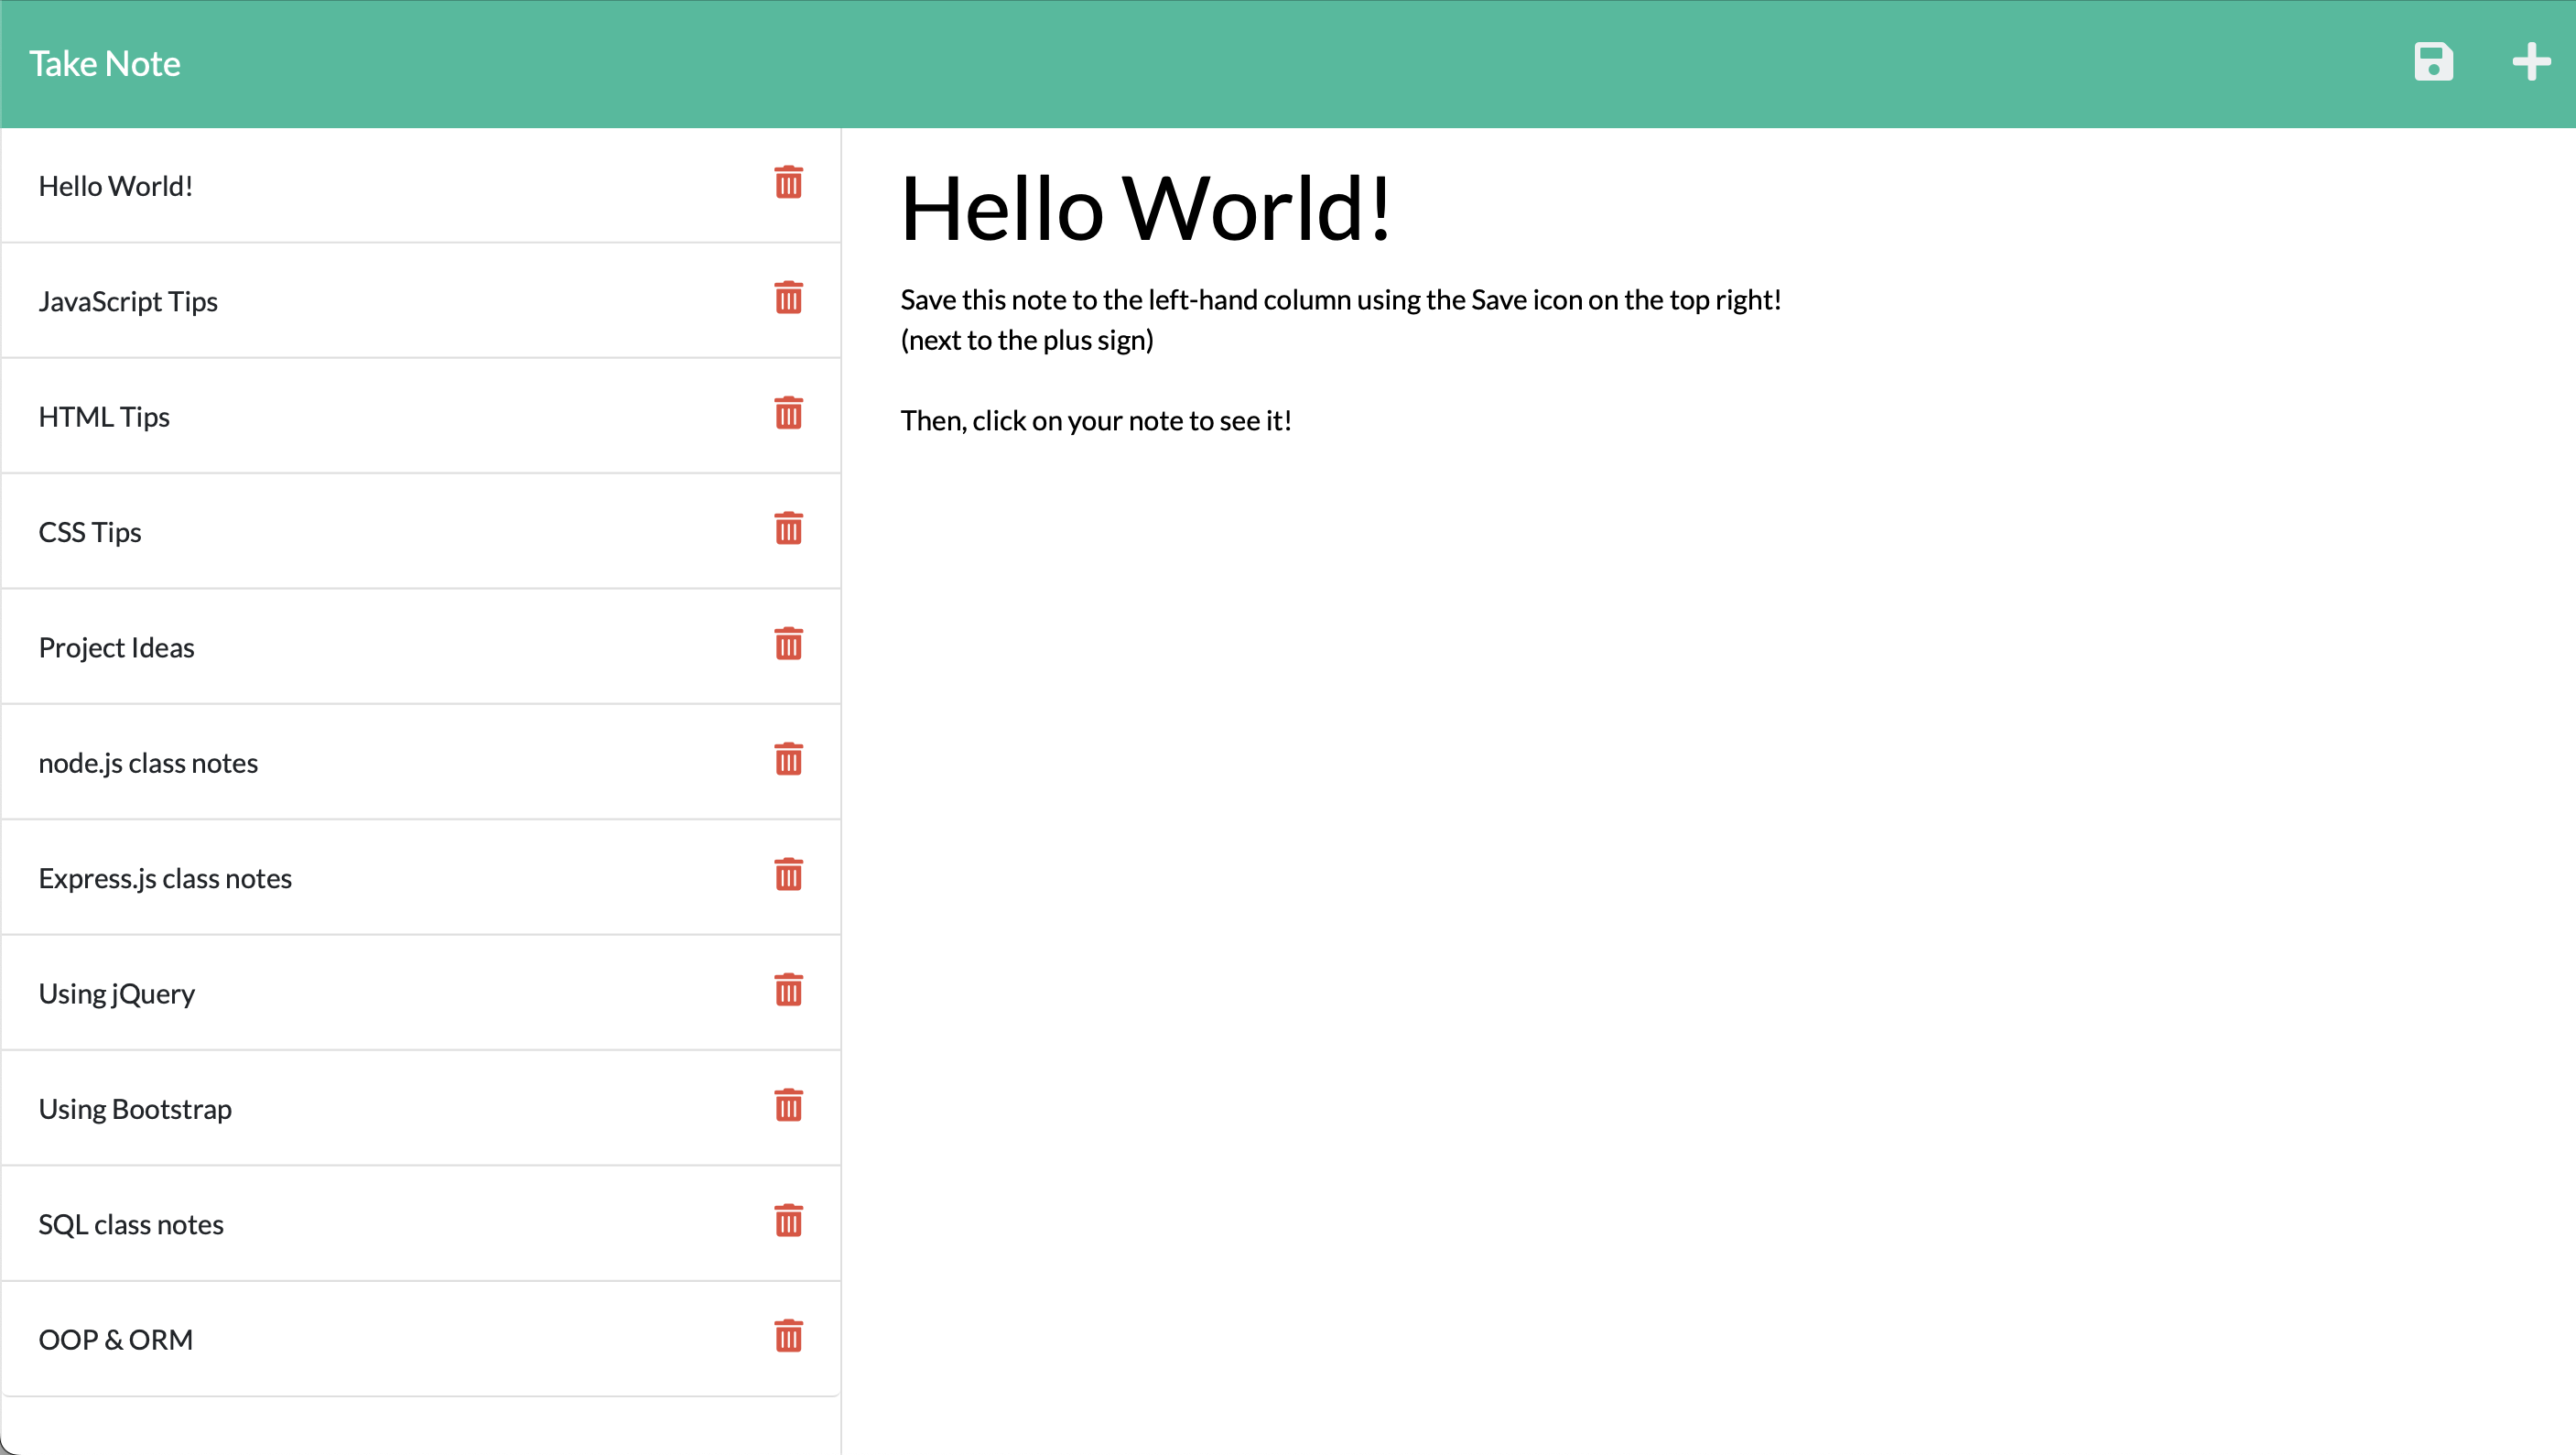 Take Note
Hello World!
JavaScript Tips
HTML Tips
CSS Tips
Project Ideas
node.js class notes
Express.js class notes
Using jQuery
Using Bootstrap
SQL class notes
OOP & ORM
Hello World!
Save this note to the left-hand column using the Save icon on the top right!
(next to the plus sign)
Then, click on your note to see it!